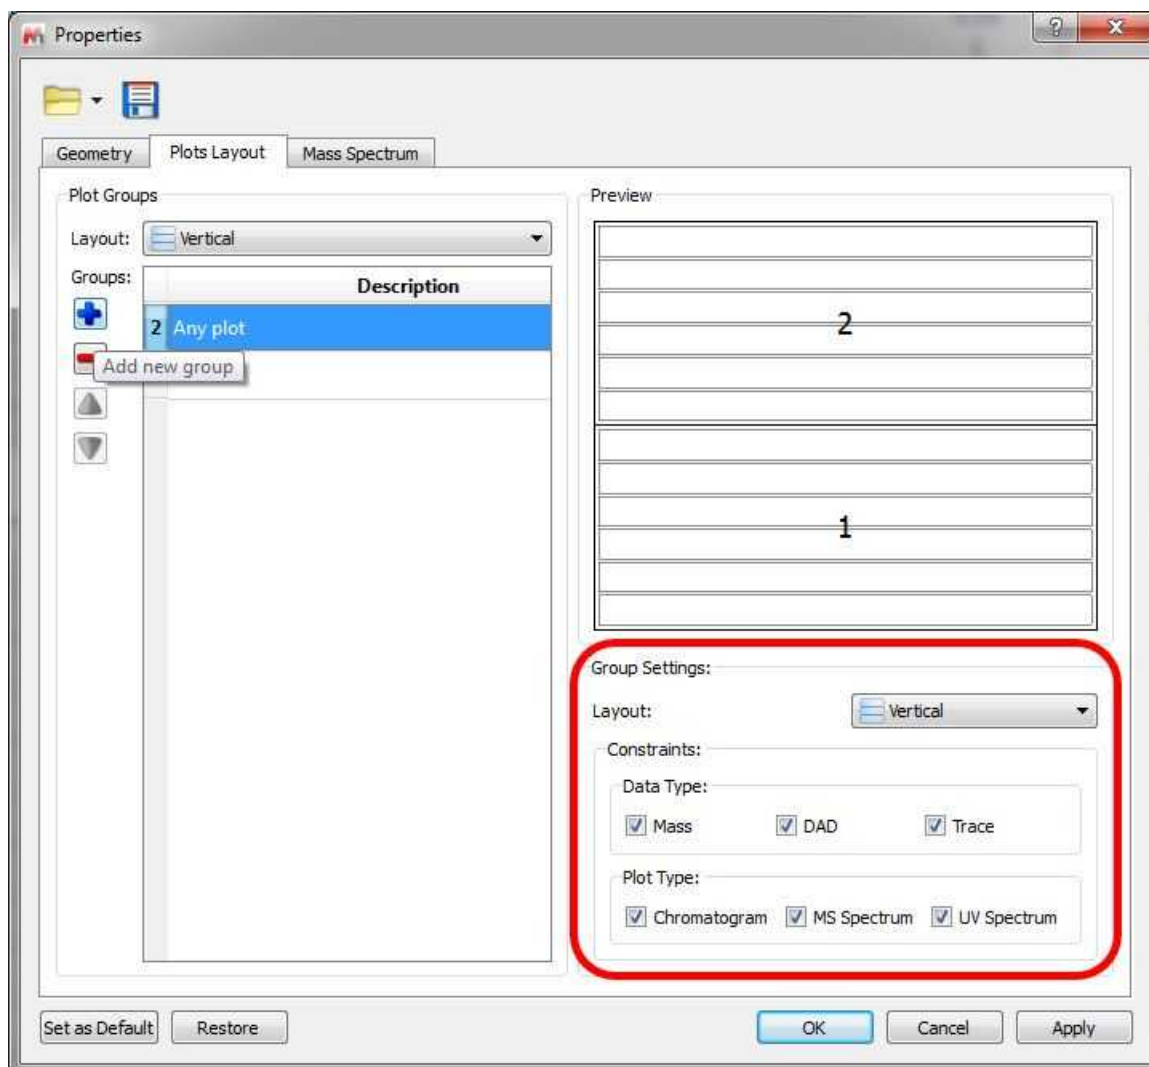 Properties
Geometry Plots Layout Mass Spectrum
Plot Groups
Layout: Vertical
Groups:
Description
2 Any plot
Add new group
Preview
2
1
Group Settings:
Layout: Vertical
Constraints:
Data Type:
Mass DAD Trace
Plot Type:
Chromatogram MS Spectrum UV Spectrum
Set as Default Restore OK Cancel Apply